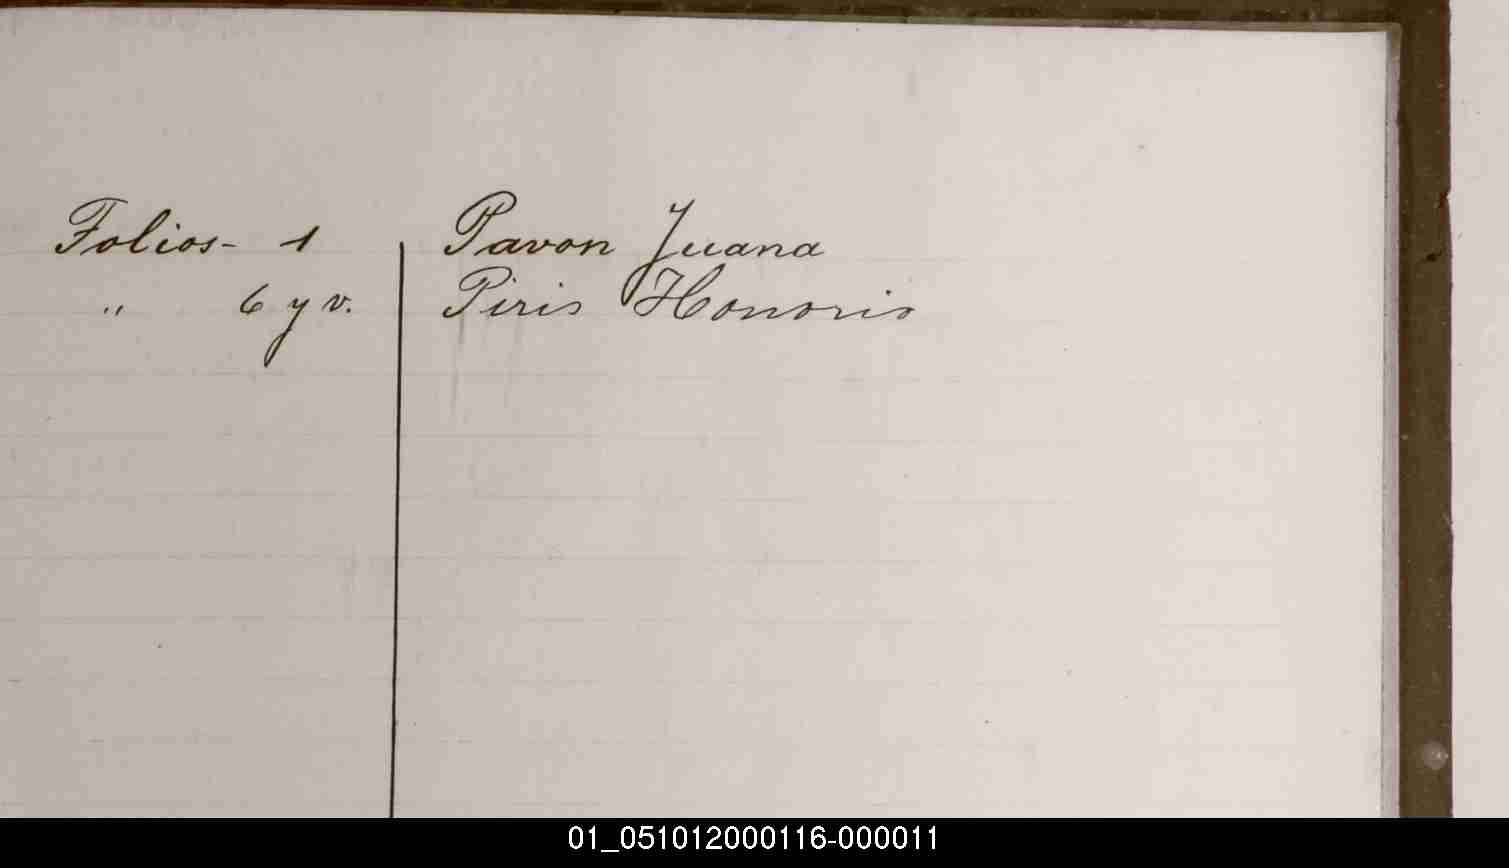 Folios- 1 Pavon Juana
" 6 y v. Piris Honorio
01_051012000116-000011